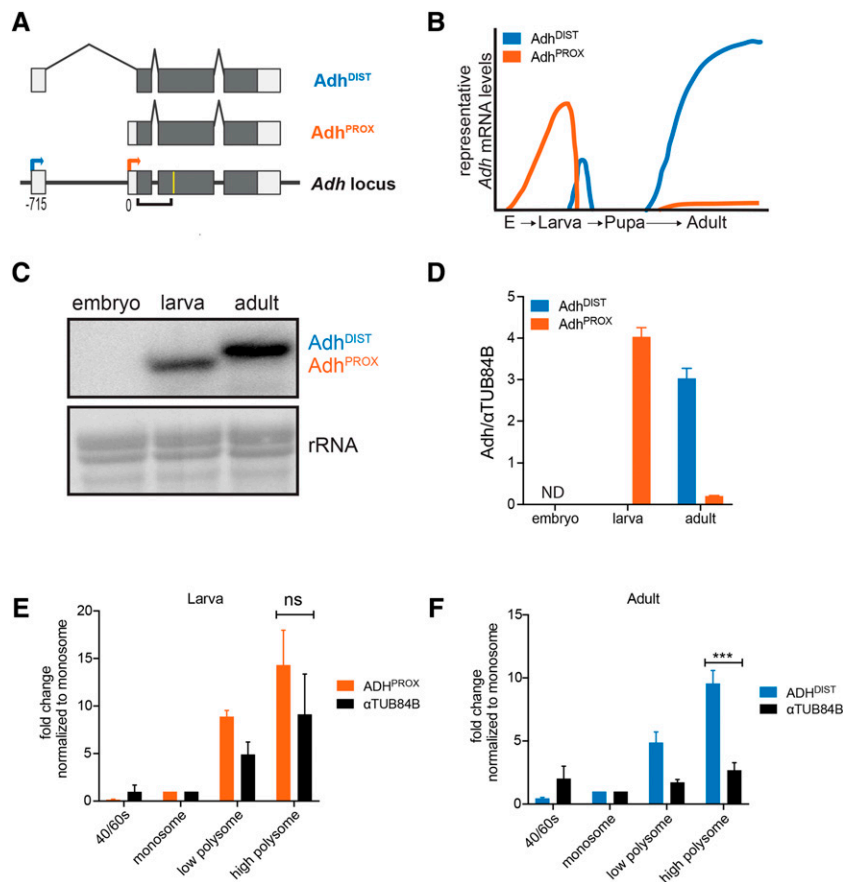 A
Adh^DIST
Adh^PROX
Adh locus
-715
0
B
Adh^DIST
Adh^PROX
representative
Adh mRNA levels
E → Larva → Pupa → Adult
C
embryo larva adult
Adh^DIST
Adh^PROX
rRNA
D
Adh^DIST
Adh^PROX
Adh/αTUB84B
5
4
3
2
1
0
ND
embryo larva adult
E
Larva
ns
fold change
normalized to monosome
20
15
10
5
0
ADH^PROX
αTUB84B
40/60s
monosome
low polysome
high polysome
F
Adult
***
fold change
normalized to monosome
15
10
5
0
ADH^DIST
αTUB84B
40/60s
monosome
low polysome
high polysome